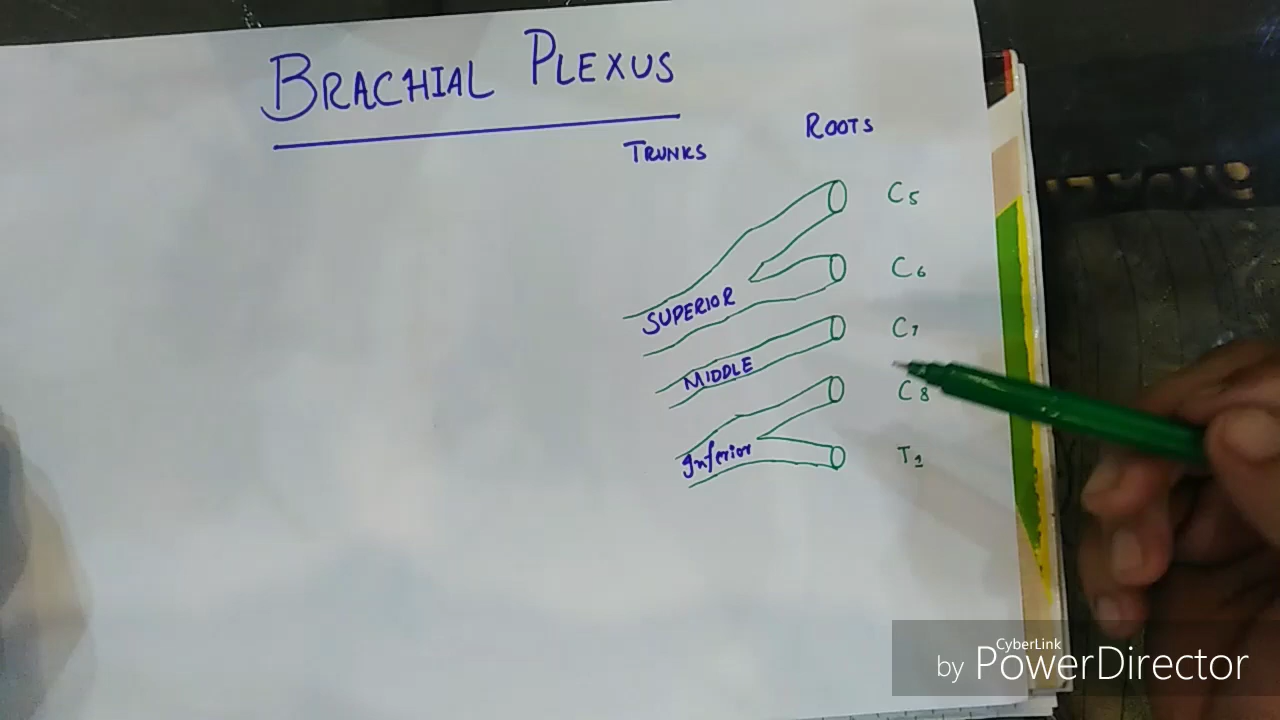 BRACHIAL PLEXUS
TRUNKS
ROOTS
C5
C6
SUPERIOR
C7
MIDDLE
C8
Inferior
T1
CyberLink
by PowerDirector